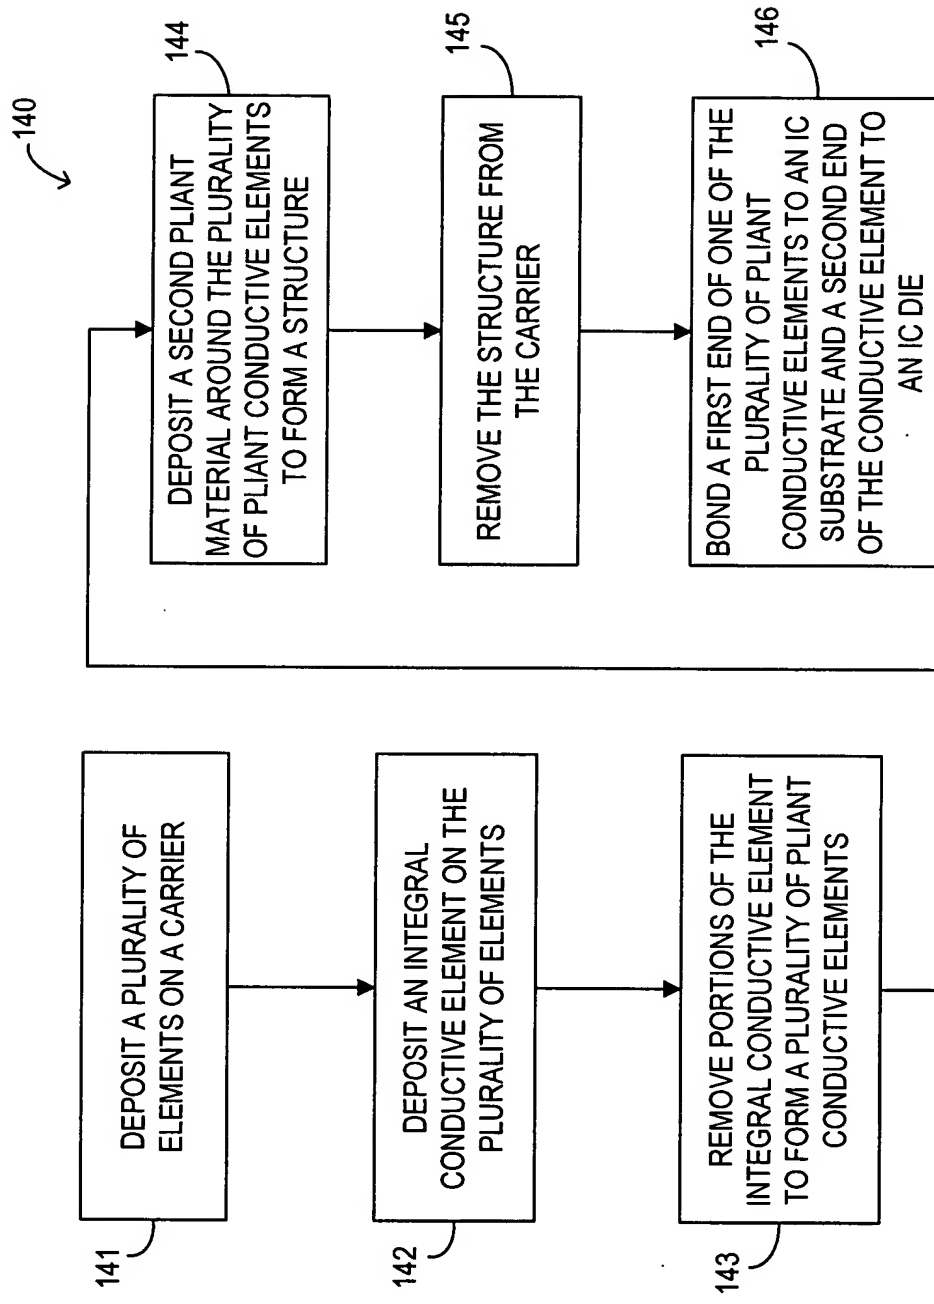 140
141
DEPOSIT A PLURALITY OF
ELEMENTS ON A CARRIER
142
DEPOSIT AN INTEGRAL
CONDUCTIVE ELEMENT ON THE
PLURALITY OF ELEMENTS
143
REMOVE PORTIONS OF THE
INTEGRAL CONDUCTIVE ELEMENT
TO FORM A PLURALITY OF PLIANT
CONDUCTIVE ELEMENTS
144
DEPOSIT A SECOND PLIANT
MATERIAL AROUND THE PLURALITY
OF PLIANT CONDUCTIVE ELEMENTS
TO FORM A STRUCTURE
145
REMOVE THE STRUCTURE FROM
THE CARRIER
146
BOND A FIRST END OF ONE OF THE
PLURALITY OF PLIANT
CONDUCTIVE ELEMENTS TO AN IC
SUBSTRATE AND A SECOND END
OF THE CONDUCTIVE ELEMENT TO
AN IC DIE